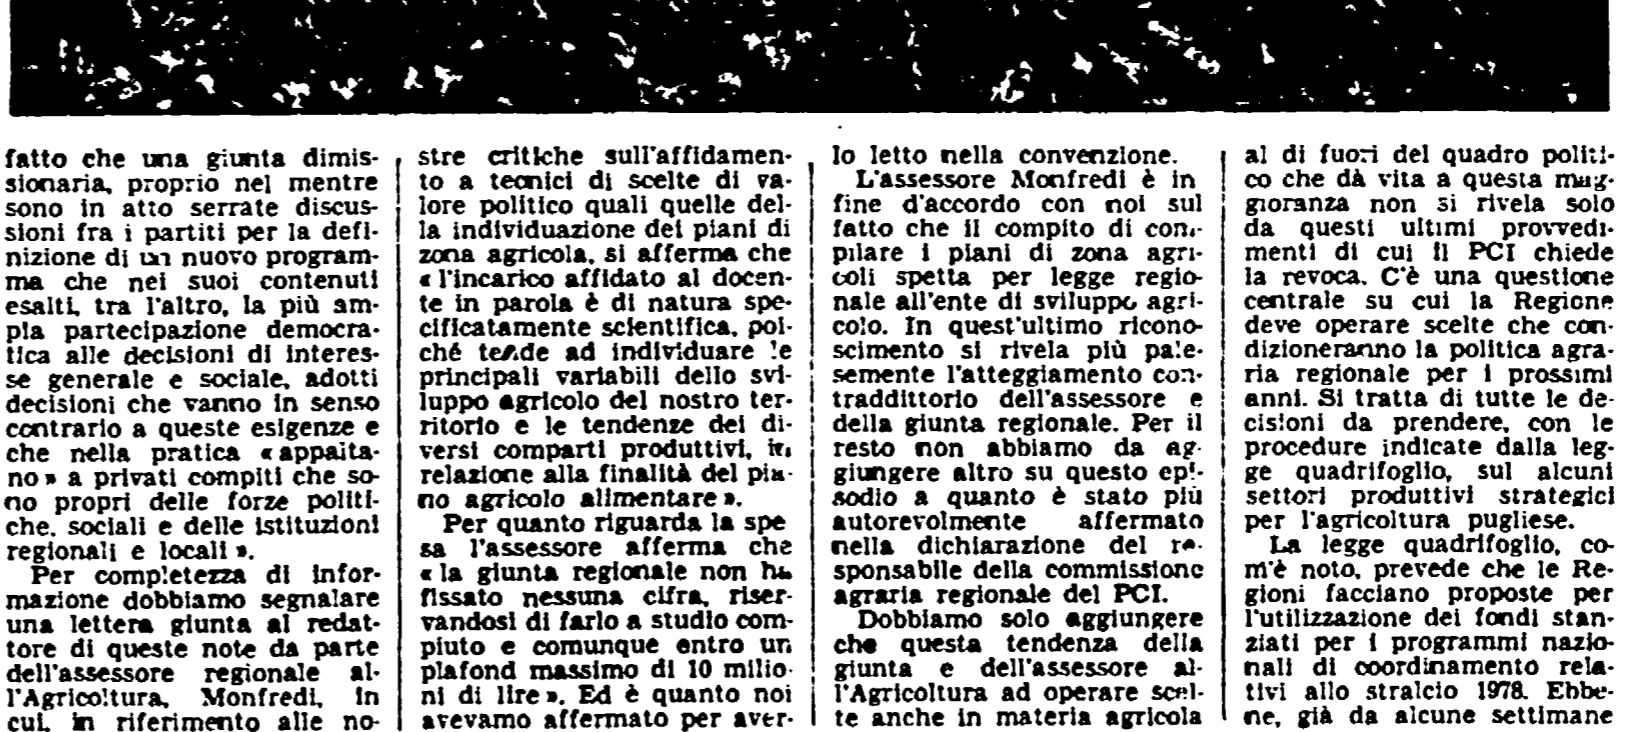 fatto che una giunta dimis-
sionaria, proprio nel mentre
sono in atto serrate discus-
sioni fra i partiti per la defi-
nizione di un nuovo program-
ma che nei suoi contenuti
esalti, tra l'altro, la più am-
pia partecipazione democra-
tica alle decisioni di interes-
se generale e sociale, adotti
decisioni che vanno in senso
contrario a queste esigenze e
che nella pratica « appalta-
no » a privati compiti che so-
no propri delle forze politi-
che, sociali e delle istituzioni
regionali e locali ».
Per completezza di infor-
mazione dobbiamo segnalare
una lettera giunta al redat-
tore di queste note da parte
dell'assessore regionale al-
l'Agricoltura, Monfredi, in
cui, in riferimento alle no-
stre critiche sull'affidamen-
to a tecnici di scelte di va-
lore politico quali quelle del-
la individuazione dei piani di
zona agricola, si afferma che
« l'incarico affidato al docen-
te in parola è di natura spe-
cificatamente scientifica, poi-
ché tende ad individuare le
principali variabili dello svi-
luppo agricolo del nostro ter-
ritorio e le tendenze dei di-
versi comparti produttivi, in
relazione alla finalità del pia-
no agricolo alimentare ».
Per quanto riguarda la spe
sa l'assessore afferma che
« la giunta regionale non ha
fissato nessuna cifra, riser-
vandosi di farlo a studio com-
piuto e comunque entro un
plafond massimo di 10 milio-
ni di lire ». Ed è quanto noi
avevamo affermato per aver-
lo letto nella convenzione.
L'assessore Monfredi è in
fine d'accordo con noi sul
fatto che il compito di com-
pilare i piani di zona agri-
coli spetta per legge regio-
nale all'ente di sviluppo agri-
colo. In quest'ultimo ricono-
scimento si rivela più pale-
semente l'atteggiamento con-
traddittorio dell'assessore e
della giunta regionale. Per il
resto non abbiamo da ag-
giungere altro su questo epi-
sodio a quanto è stato più
autorevolmente affermato
nella dichiarazione del re-
sponsabile della commissione
agraria regionale del PCI.
Dobbiamo solo aggiungere
che questa tendenza della
giunta e dell'assessore al-
l'Agricoltura ad operare scel-
te anche in materia agricola
al di fuori del quadro politi-
co che dà vita a questa mag-
gioranza non si rivela solo
da questi ultimi provvedi-
menti di cui il PCI chiede
la revoca. C'è una questione
centrale su cui la Regione
deve operare scelte che con-
dizioneranno la politica agra-
ria regionale per i prossimi
anni. Si tratta di tutte le de-
cisioni da prendere, con le
procedure indicate dalla leg-
ge quadrifoglio, sul alcuni
settori produttivi strategici
per l'agricoltura pugliese.
La legge quadrifoglio, co-
m'è noto, prevede che le Re-
gioni facciano proposte per
l'utilizzazione dei fondi stan-
ziati per i programmi nazio-
nali di coordinamento rela-
tivi allo stralcio 1978. Ebbe-
ne, già da alcune settimane